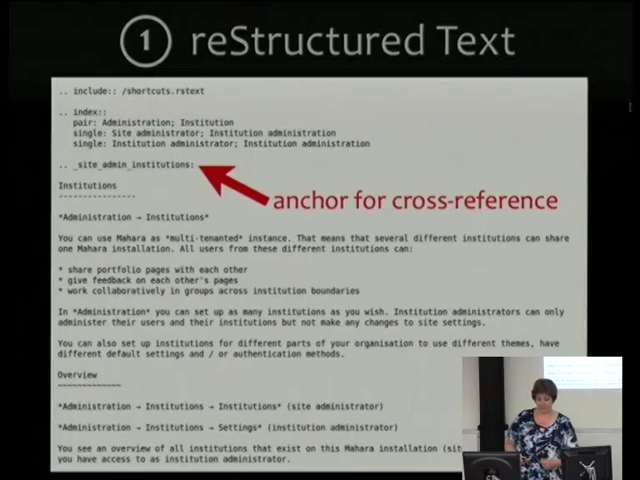 1 reStructured Text
.. include:: /shortcuts.rstext
.. index::
pair: Administration; Institution
single: Site administrator; Institution administration
single: Institution administrator; Institution administration
.. _site_admin_institutions:
anchor for cross-reference
Institutions
---------------
*Administration → Institutions*
You can use Mahara as *multi-tenanted* instance. That means that several different institutions can share
one Mahara installation. All users from these different institutions can:
* share portfolio pages with each other
* give feedback on each other's pages
* work collaboratively in groups across institution boundaries
In *Administration* you can set up as many institutions as you wish. Institution administrators can only
administer their users and their institutions but not make any changes to site settings.
You can also set up institutions for different parts of your organisation to use different themes, have
different default settings and / or authentication methods.
Overview
~~~~~~~~~~~~
*Administration → Institutions → Institutions* (site administrator)
*Administration → Institutions → Settings* (institution administrator)
You see an overview of all institutions that exist on this Mahara installation (sit
you have access to as institution administrator.